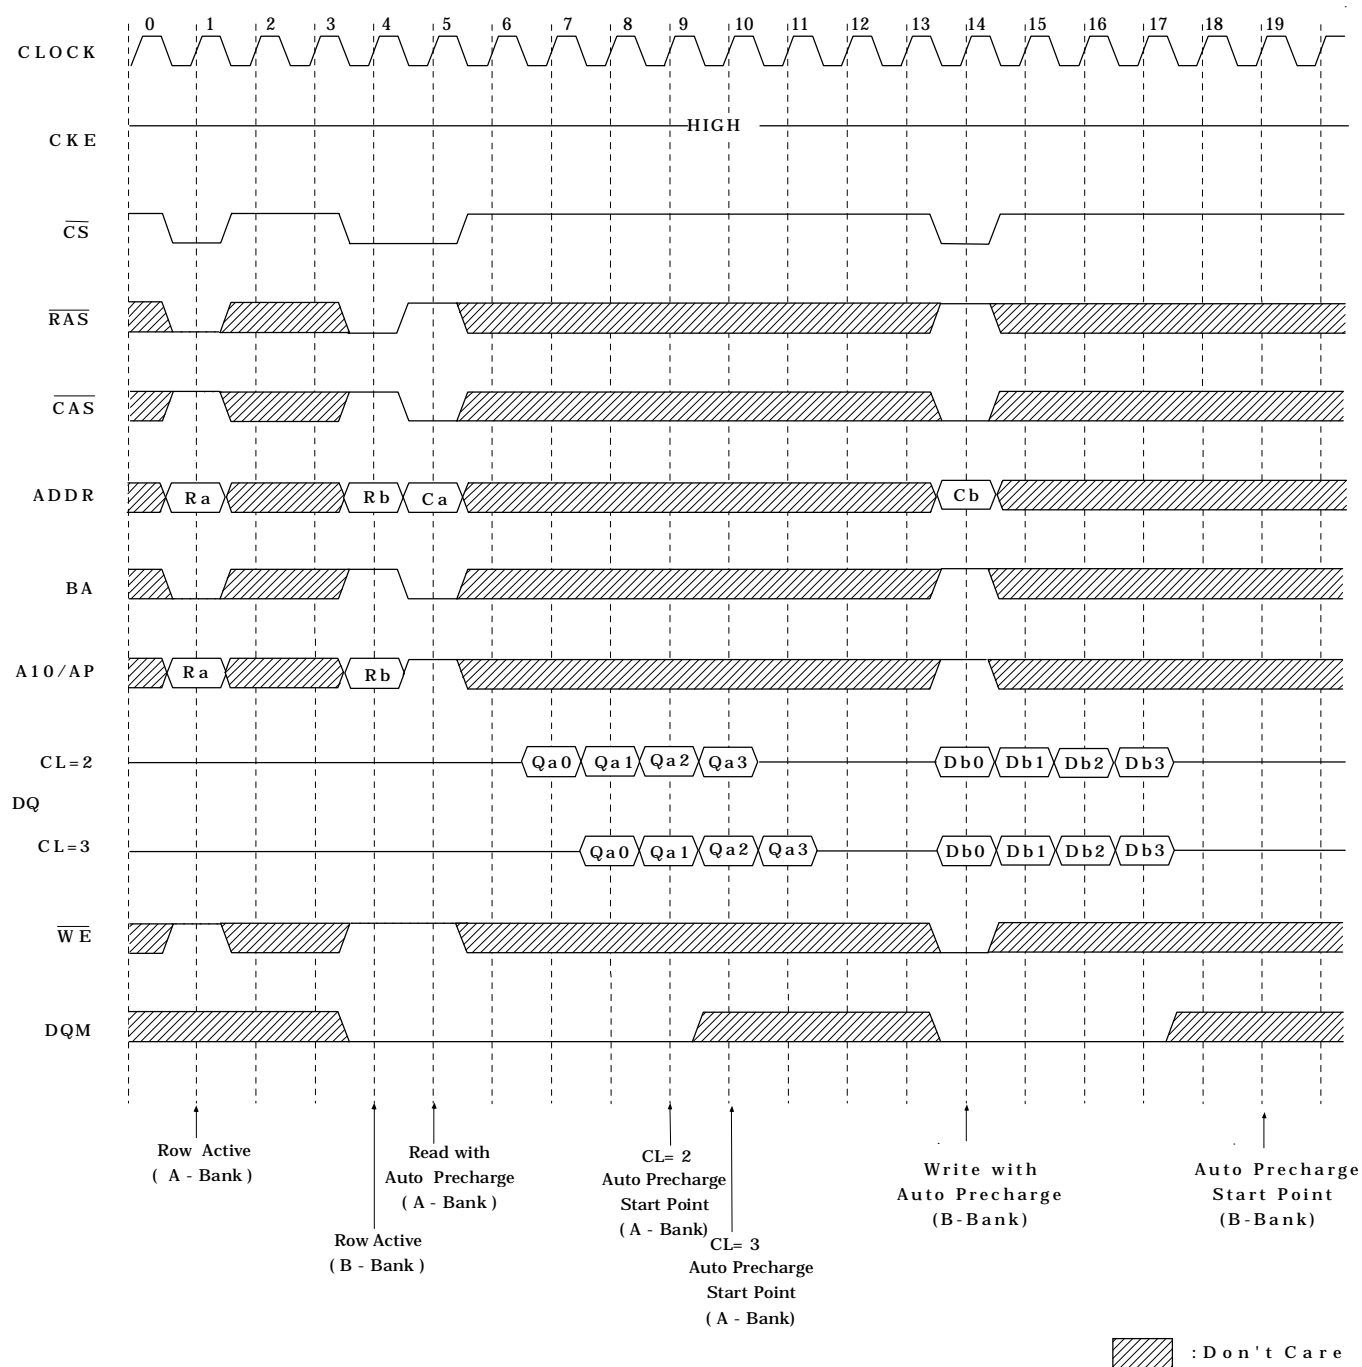 0 1 2 3 4 5 6 7 8 9 10 11 12 13 14 15 16 17 18 19
CLOCK
CKE HIGH
CS
RAS
CAS
ADDR Ra Rb Ca Cb
BA
A10/AP Ra Rb
CL=2 Qa0 Qa1 Qa2 Qa3 Db0 Db1 Db2 Db3
DQ
CL=3 Qa0 Qa1 Qa2 Qa3 Db0 Db1 Db2 Db3
WE
DQM
Row Active
( A - Bank )
Row Active
( B - Bank )
Read with
Auto Precharge
( A - Bank )
CL= 2
Auto Precharge
Start Point
( A - Bank)
CL= 3
Auto Precharge
Start Point
( A - Bank)
Write with
Auto Precharge
(B-Bank)
Auto Precharge
Start Point
(B-Bank)
:Don't Care